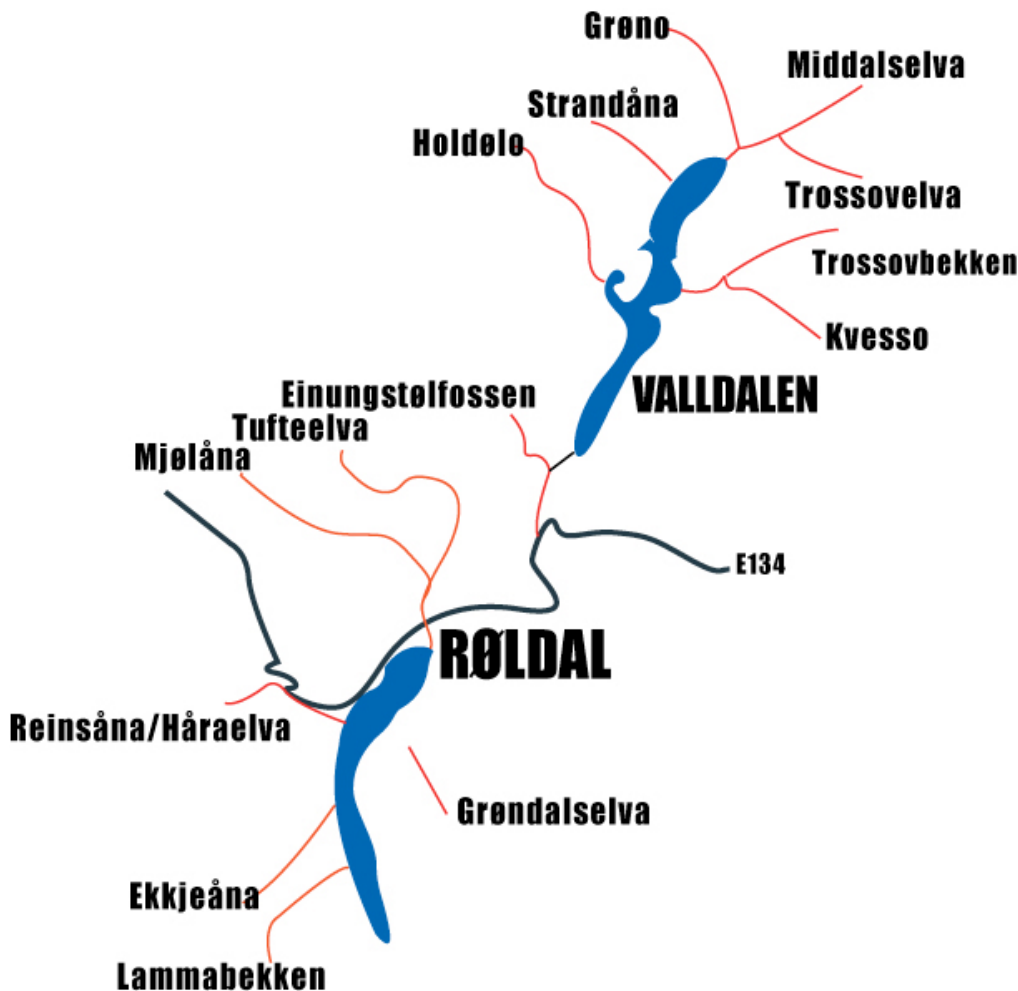 Grøno
Middalselva
Strandåna
Holdølo
Trossovelva
Trossovbekken
Kvesso
VALLDALEN
Einungstølfossen
Tufteelva
Mjølåna
E134
RØLDAL
Reinsåna/Håraelva
Grøndalselva
Ekkjeåna
Lammabekken